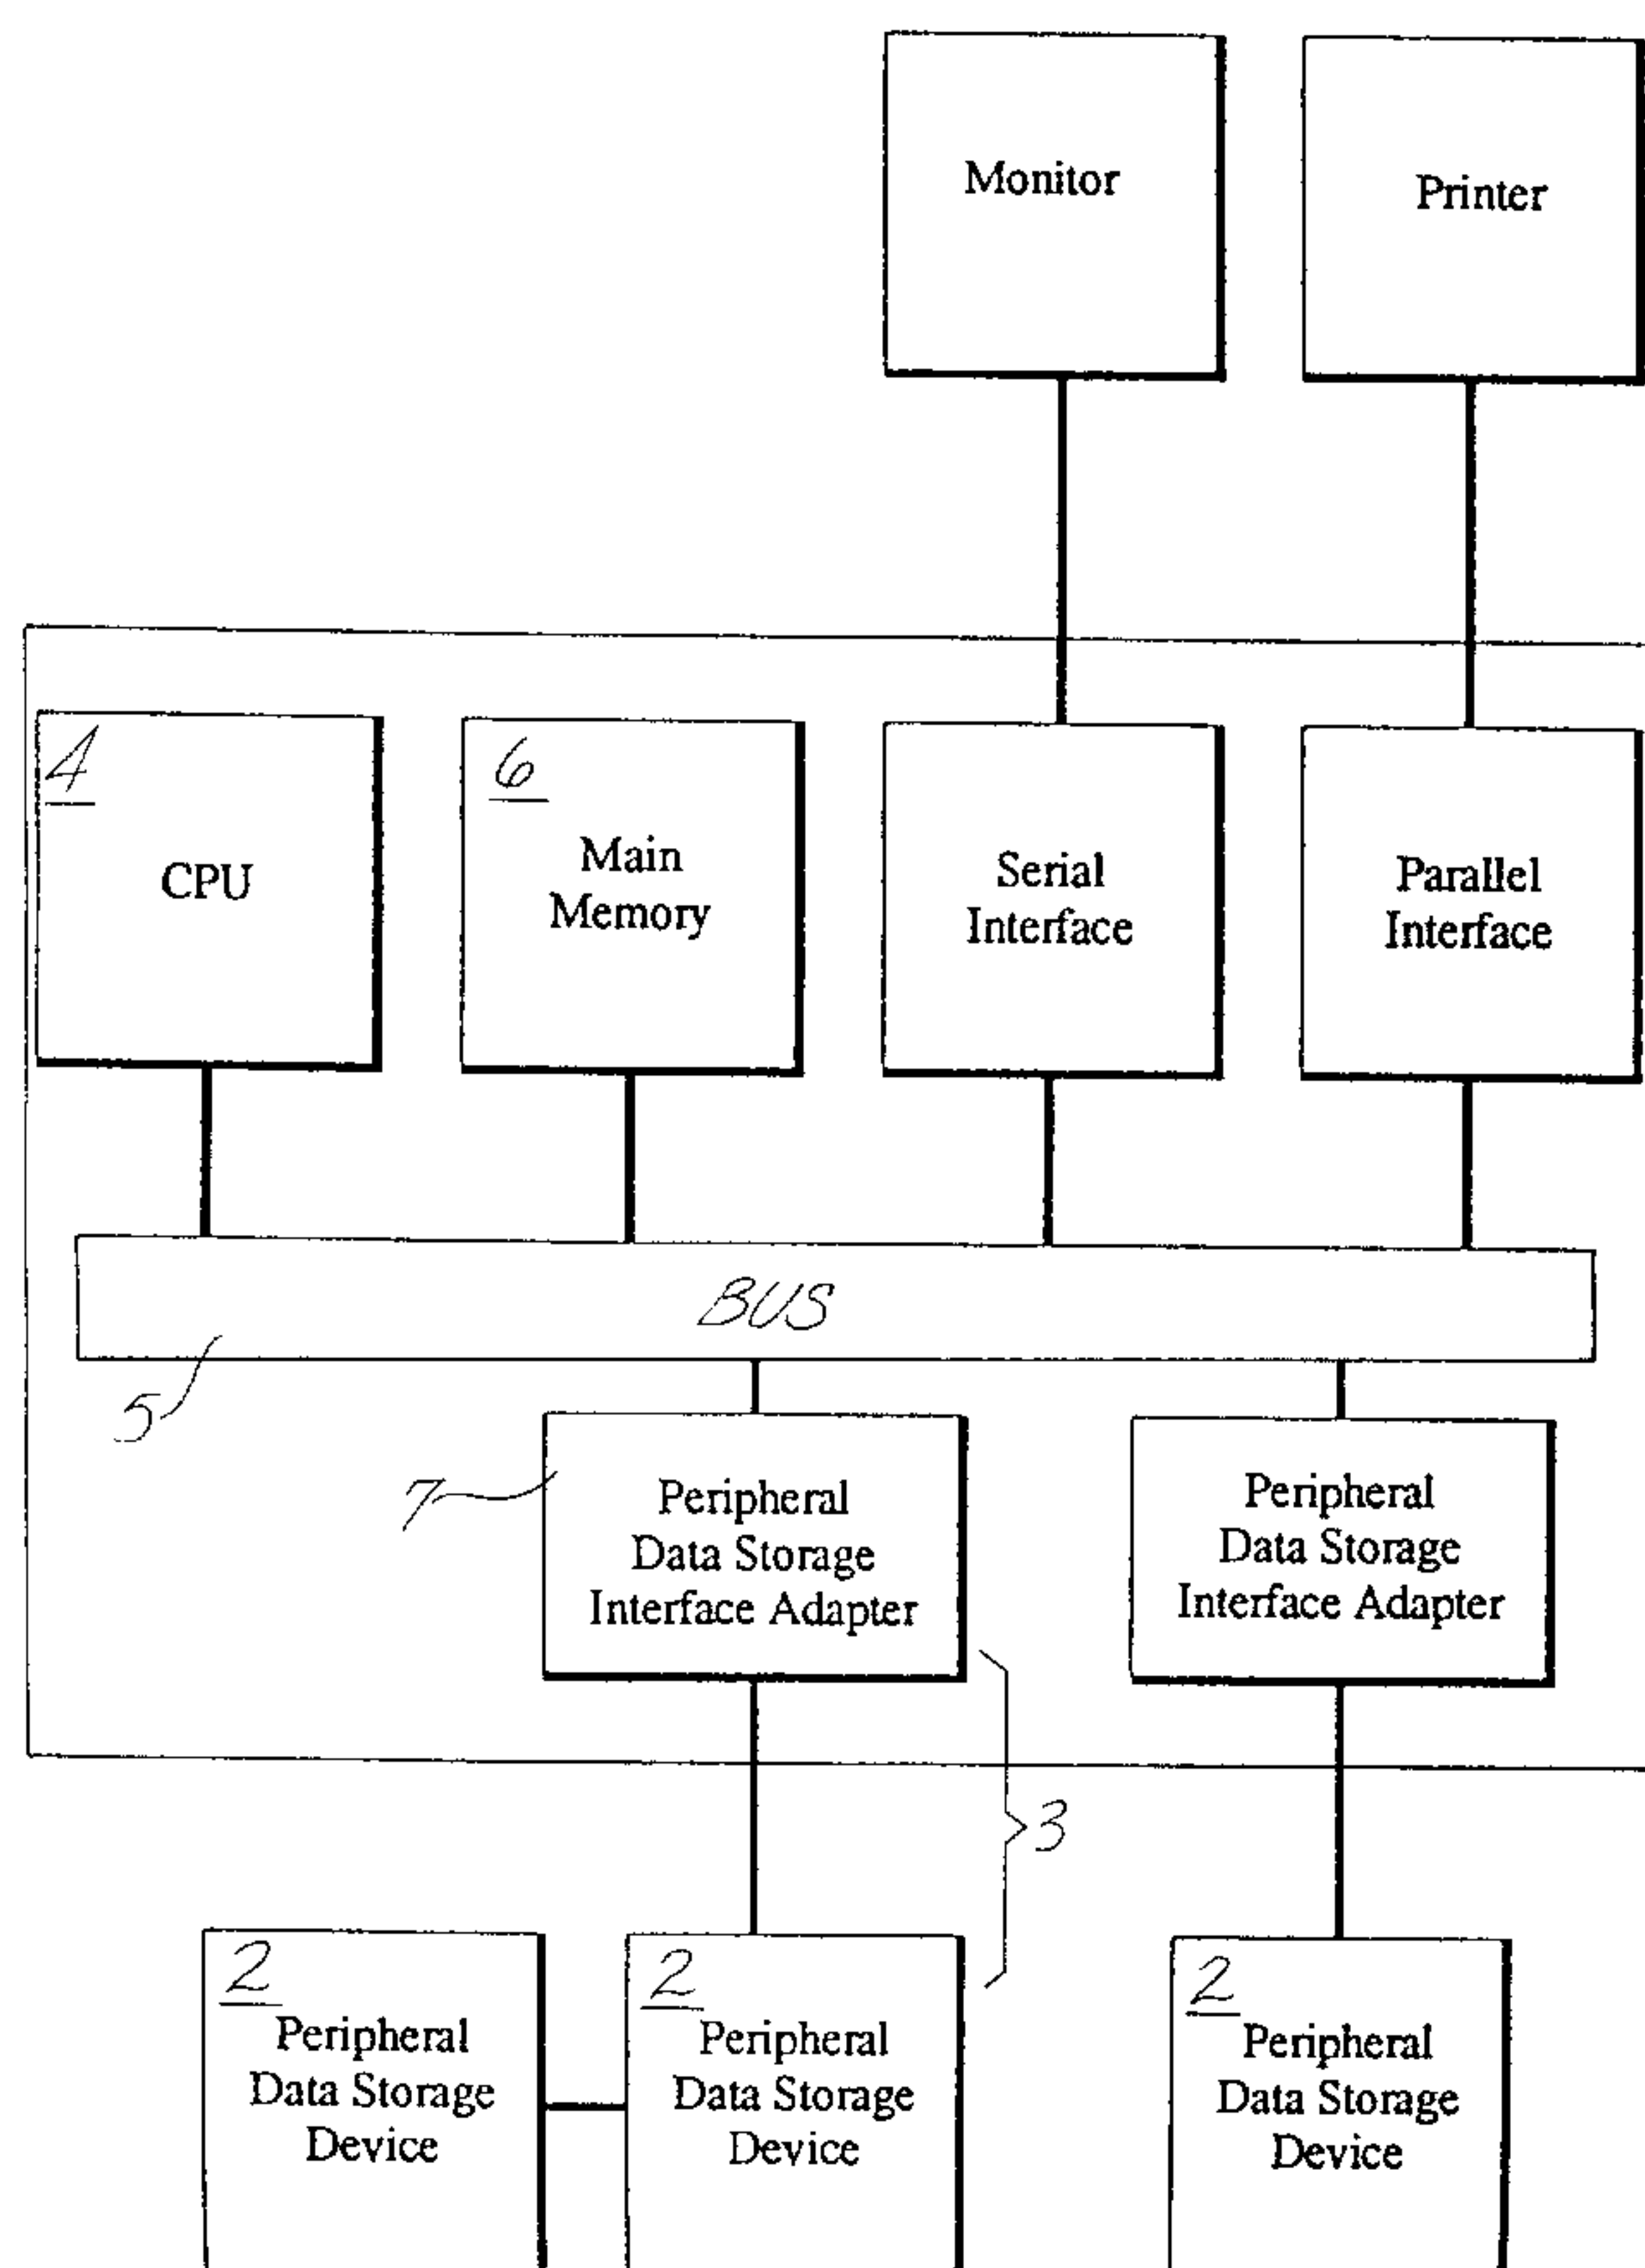 Monitor
Printer
4
CPU
6
Main
Memory
Serial
Interface
Parallel
Interface
BUS
5
7
Peripheral
Data Storage
Interface Adapter
Peripheral
Data Storage
Interface Adapter
3
2
Peripheral
Data Storage
Device
2
Peripheral
Data Storage
Device
2
Peripheral
Data Storage
Device